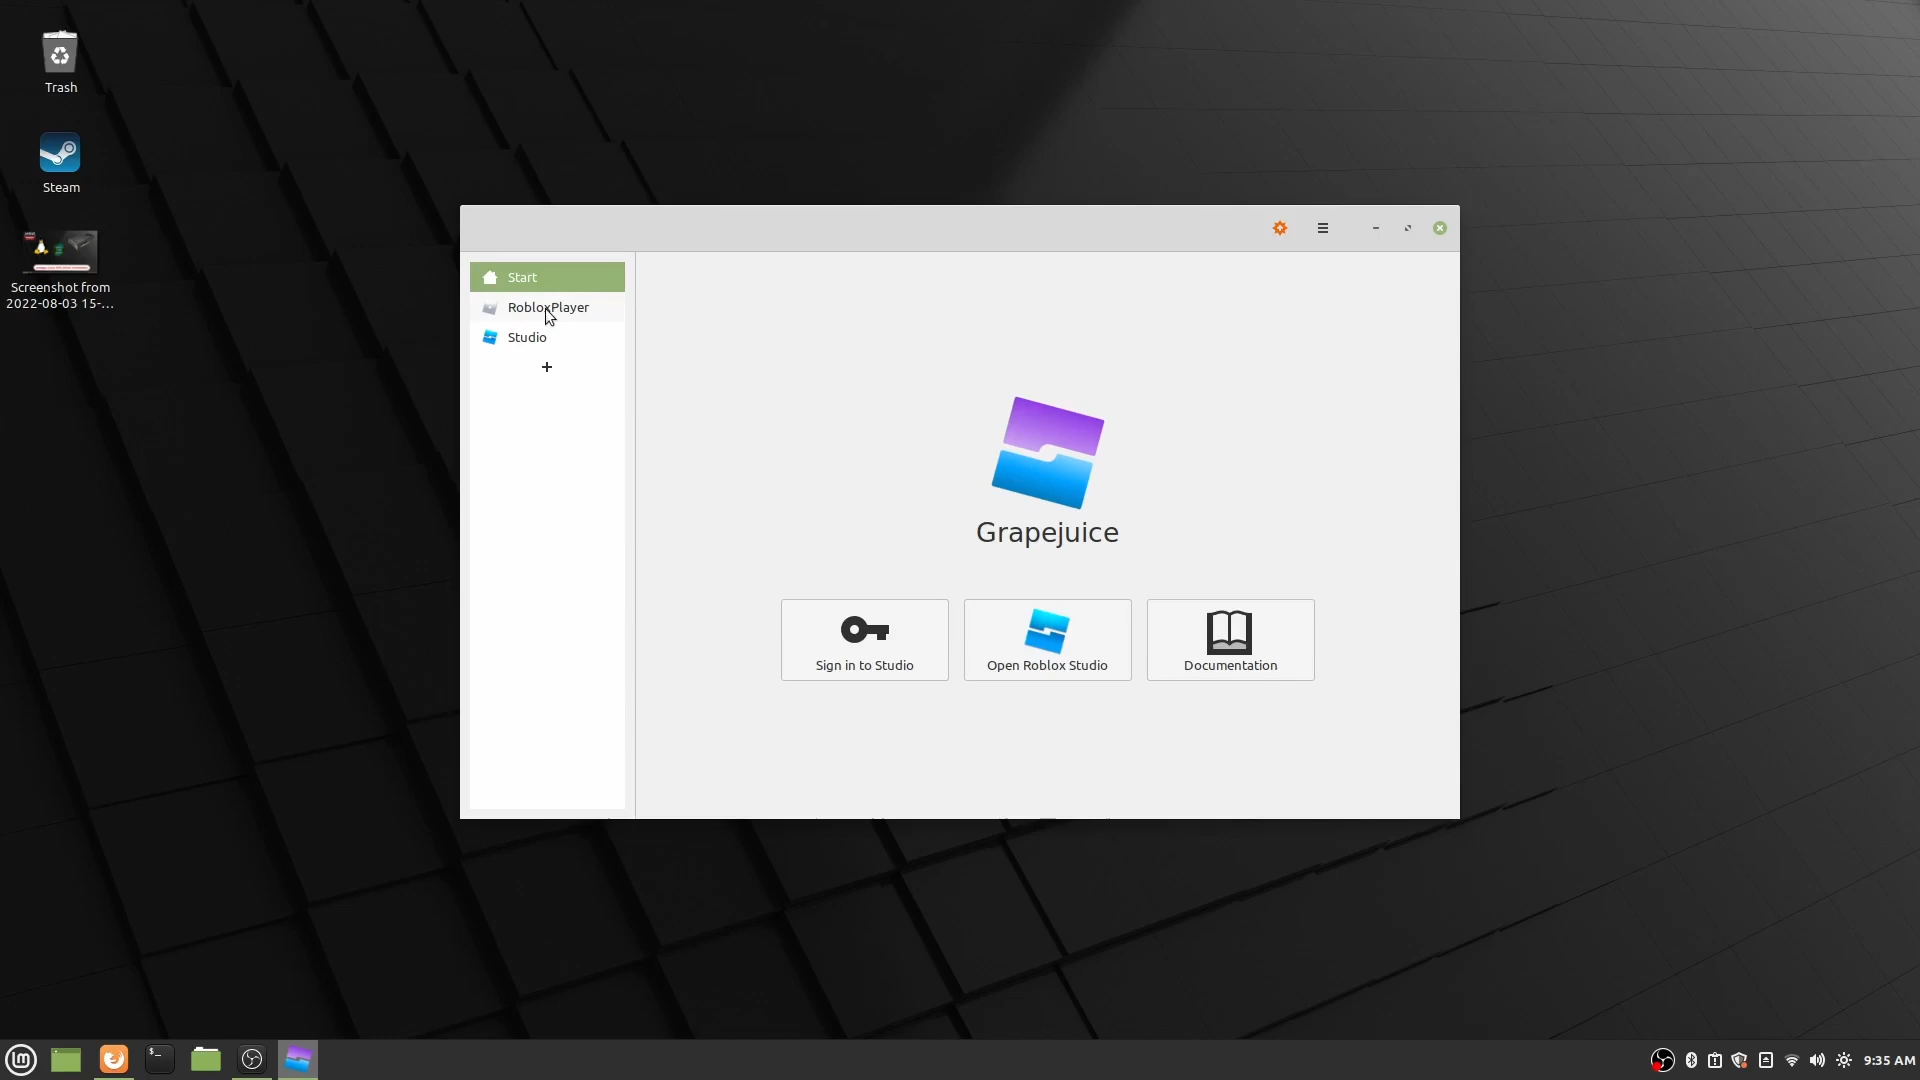 Trash
Steam
Screenshot from
2022-08-03 15-...
Start
RobloxPlayer
Studio
Grapejuice
Sign in to Studio
Open Roblox Studio
Documentation
9:35 AM